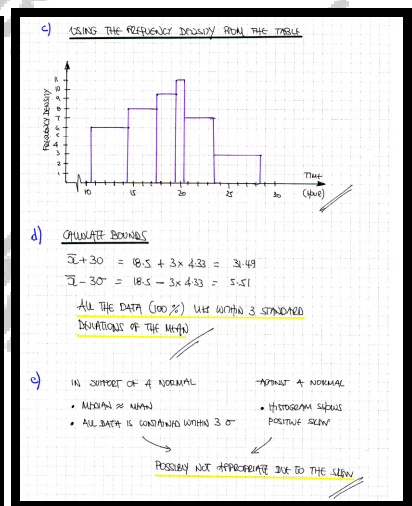 c) USING THE FREQUENCY DENSITY FROM THE TABLE
FREQUENCY DENSITY
11
10
9
8
7
6
5
4
3
2
1
10 15 20 25 30
TIME
(HOURS)
d) CALCULATE BOUNDS
x̄+3σ = 18.5 + 3×4.33 = 31.49
x̄-3σ = 18.5 - 3×4.33 = 5.51
ALL THE DATA (100%) LIES WITHIN 3 STANDARD
DEVIATIONS OF THE MEAN
e) IN SUPPORT OF A NORMAL AGAINST A NORMAL
• MEDIAN ≈ MEAN • HISTOGRAM SHOWS
• ALL DATA IS CONTAINED WITHIN 3σ POSITIVE SKEW
POSSIBLY NOT APPROPRIATE DUE TO THE SKEW